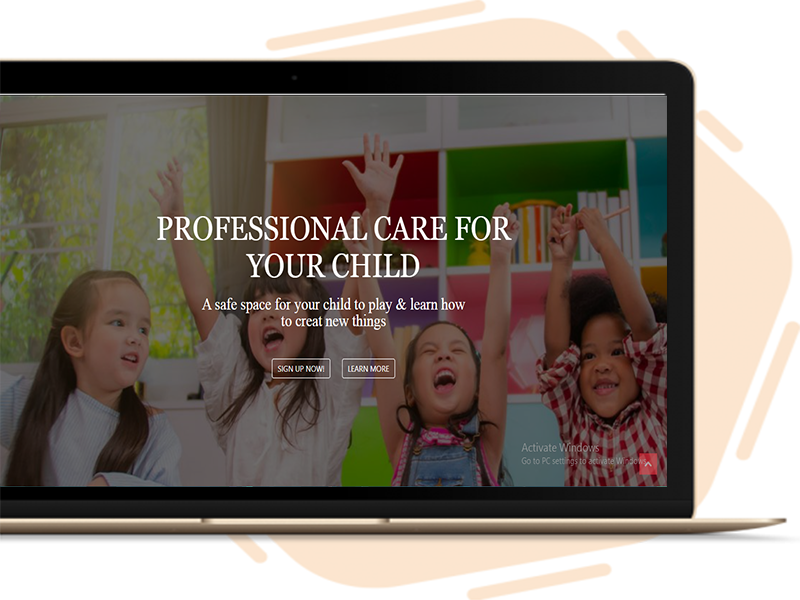 PROFESSIONAL CARE FOR
YOUR CHILD
A safe space for your child to play & learn how
to creat new things
SIGN UP NOW! LEARN MORE
Activate Windows
Go to PC settings to activate Windows